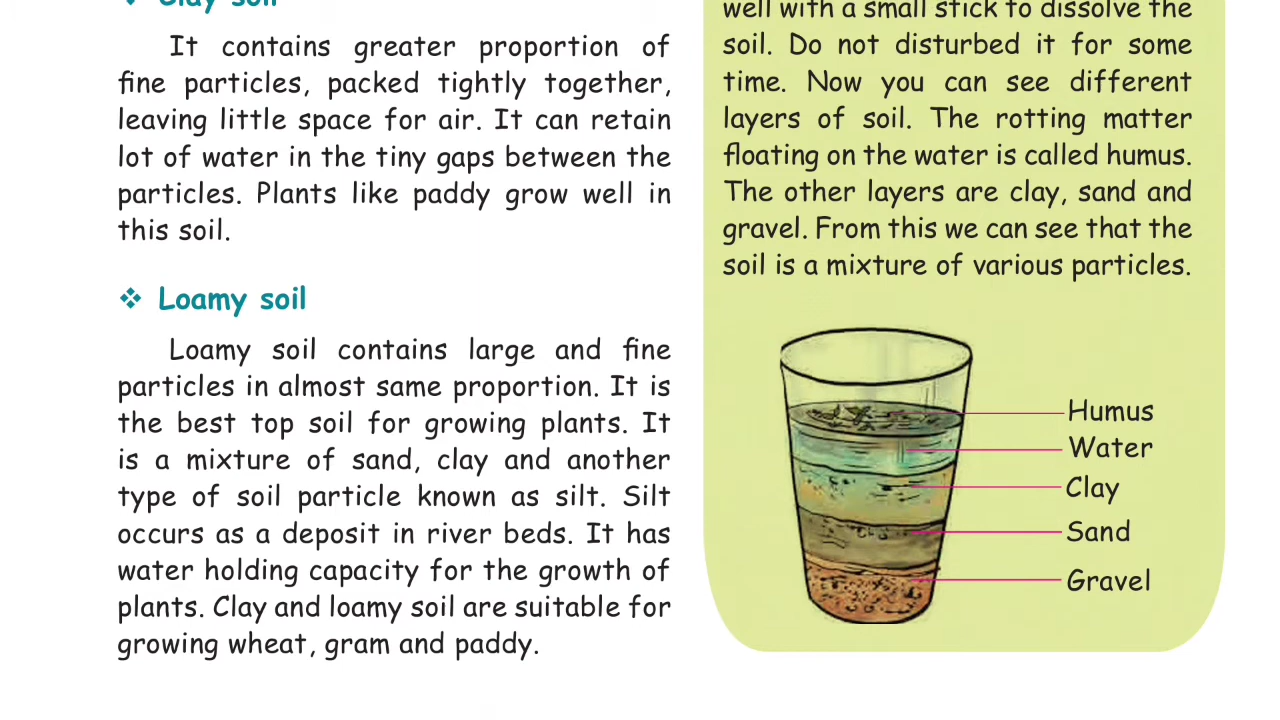 ❖ Clay soil
It contains greater proportion of
fine particles, packed tightly together,
leaving little space for air. It can retain
lot of water in the tiny gaps between the
particles. Plants like paddy grow well in
this soil.
❖ Loamy soil
Loamy soil contains large and fine
particles in almost same proportion. It is
the best top soil for growing plants. It
is a mixture of sand, clay and another
type of soil particle known as silt. Silt
occurs as a deposit in river beds. It has
water holding capacity for the growth of
plants. Clay and loamy soil are suitable for
growing wheat, gram and paddy.
well with a small stick to dissolve the
soil. Do not disturbed it for some
time. Now you can see different
layers of soil. The rotting matter
floating on the water is called humus.
The other layers are clay, sand and
gravel. From this we can see that the
soil is a mixture of various particles.
Humus
Water
Clay
Sand
Gravel